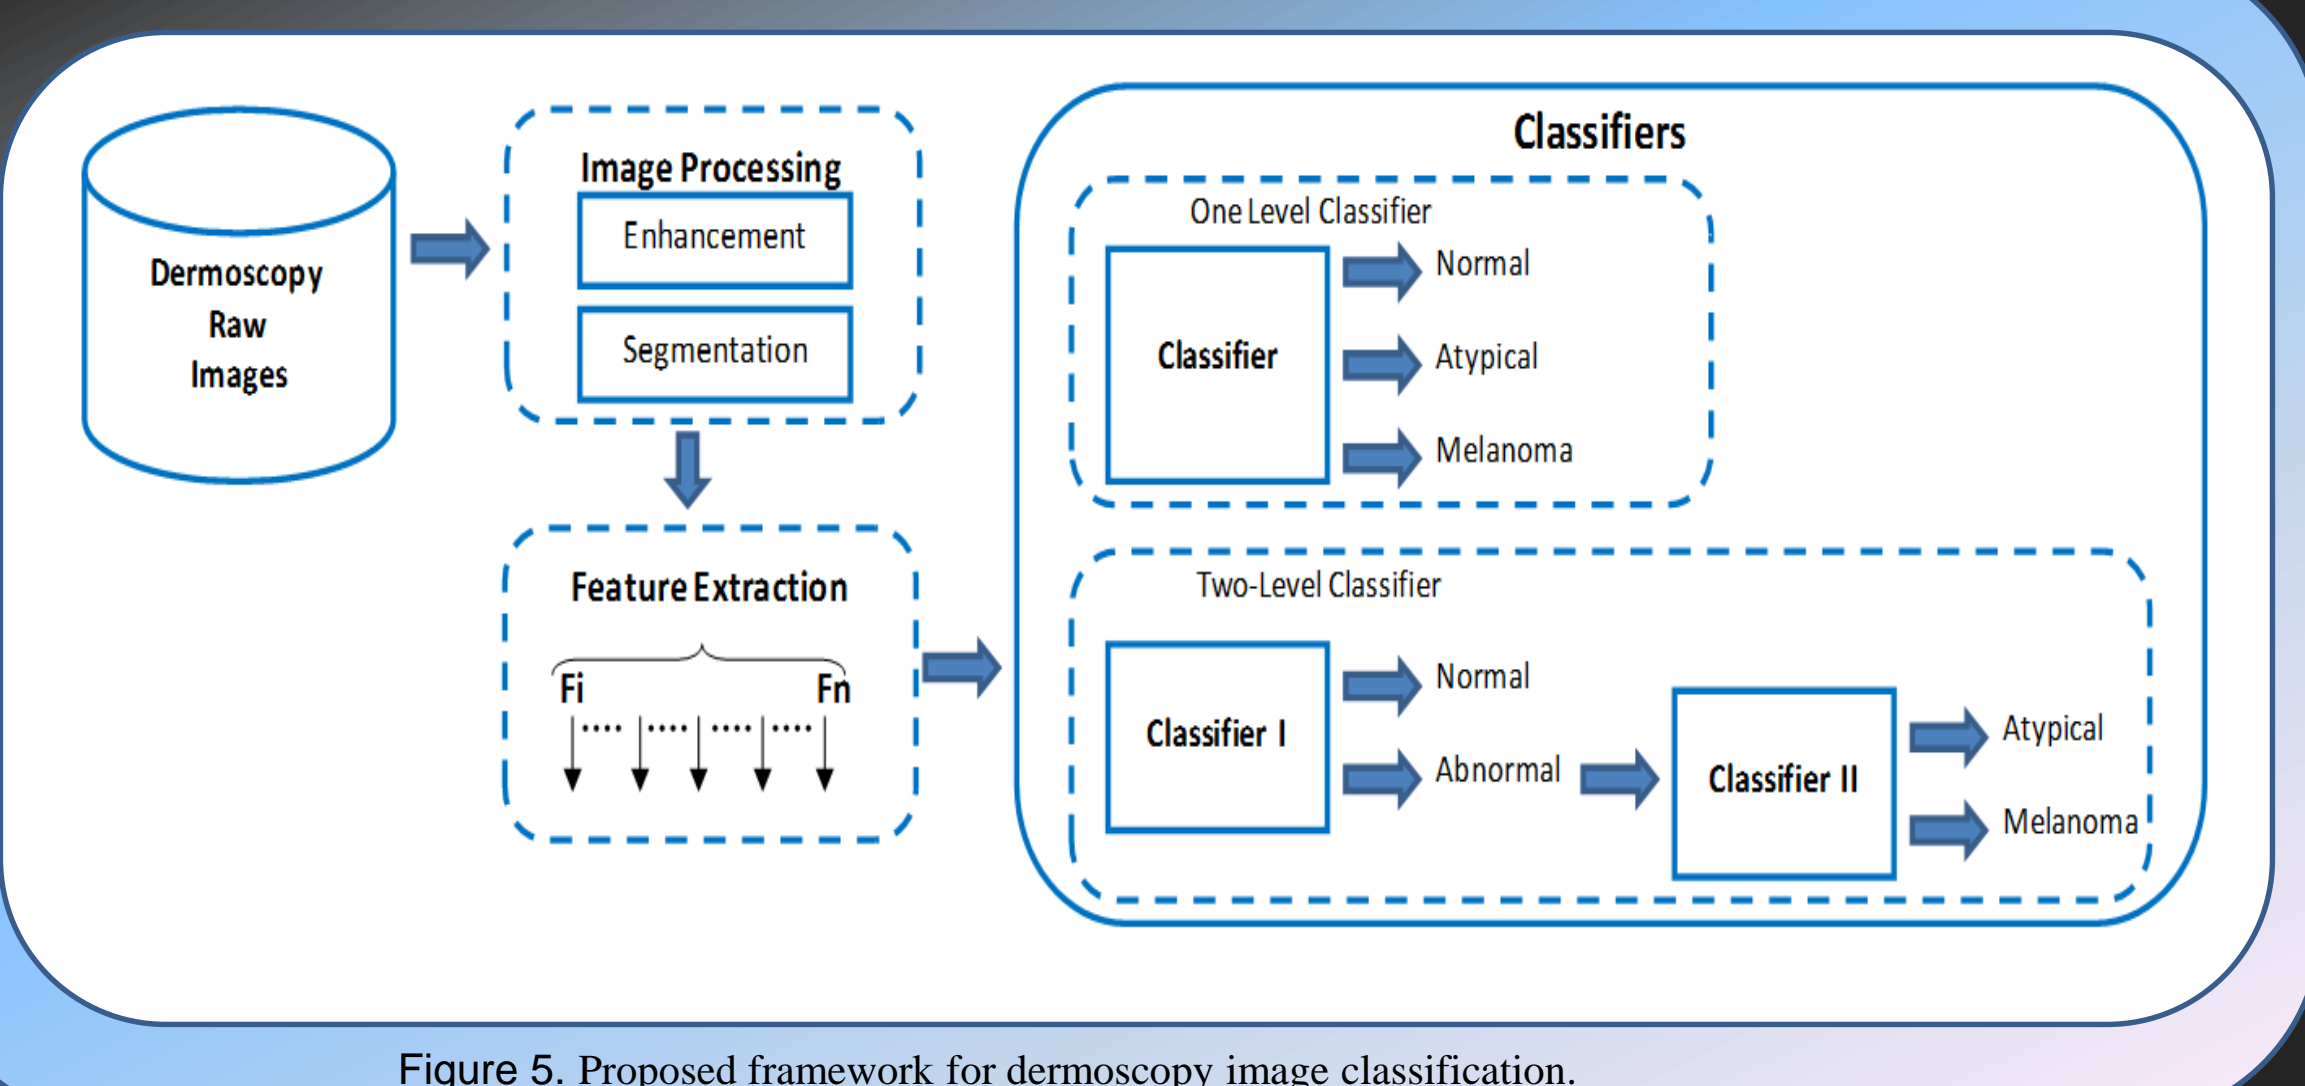 Dermoscopy
Raw
Images
Image Processing
Enhancement
Segmentation
Feature Extraction
Fi
Fn
Classifiers
One Level Classifier
Classifier
Normal
Atypical
Melanoma
Two-Level Classifier
Classifier I
Normal
Abnormal
Classifier II
Atypical
Melanoma
Figure 5. Proposed framework for dermoscopy image classification.